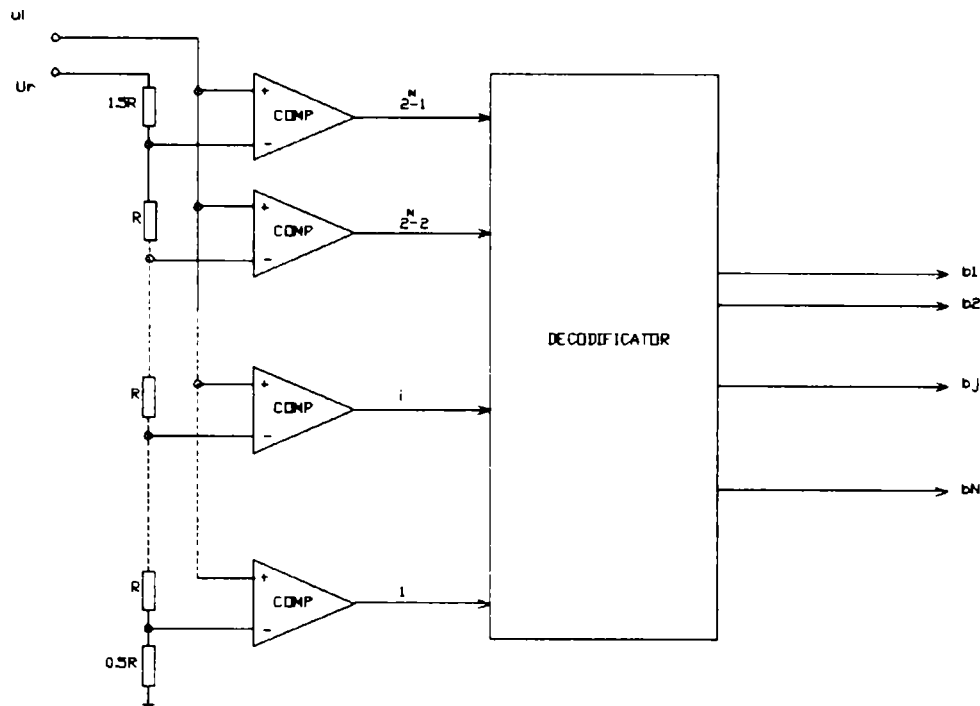 uI
Ur
1.5R
+
COMP
-
N
2-1
R
+
COMP
-
N
2-2
DECODIFICATOR
b1
b2
bj
bN
R
+
COMP
-
i
R
+
COMP
-
1
0.5R